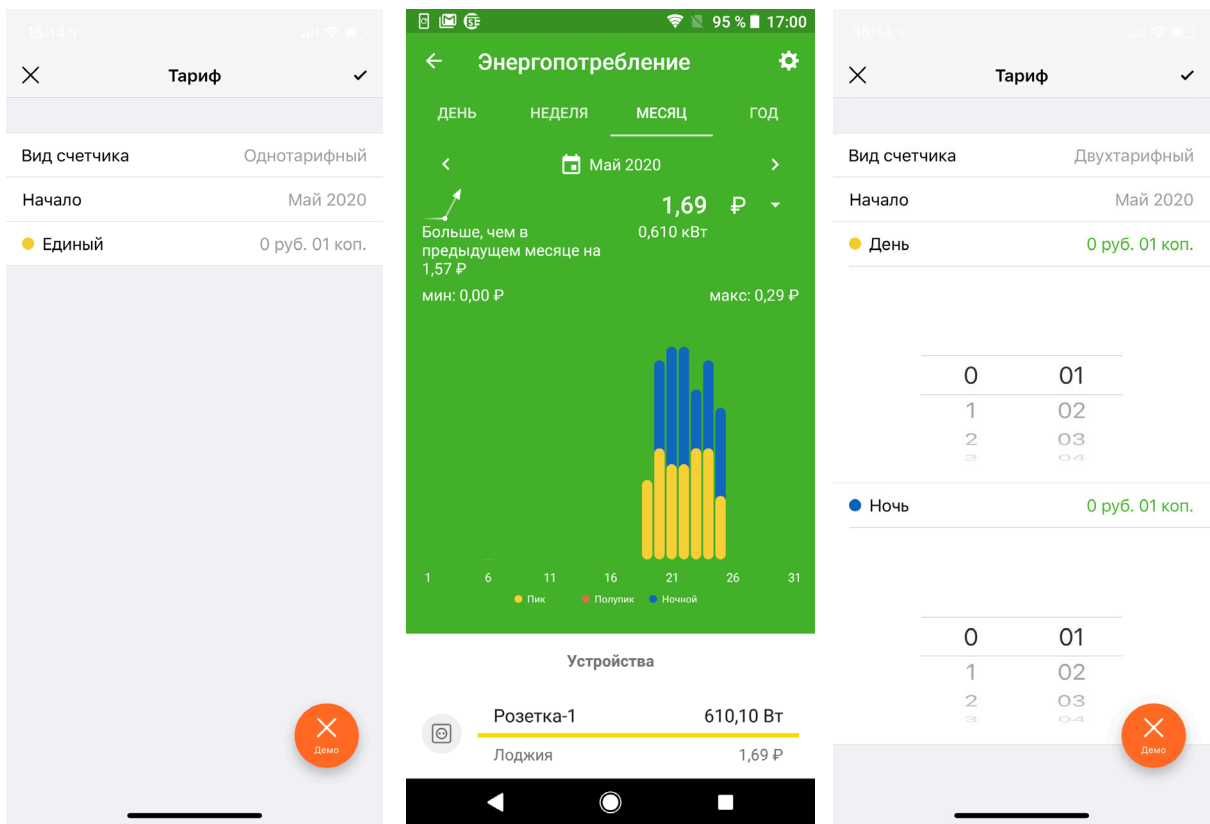 15:14
Тариф
Вид счетчика Однотарифный
Начало Май 2020
Единый 0 руб. 01 коп.
Демо
95 % 17:00
Энергопотребление
ДЕНЬ НЕДЕЛЯ МЕСЯЦ ГОД
Май 2020
1,69 ₽
Больше, чем в 0,610 кВт
предыдущем месяце на
1,57 ₽
мин: 0,00 ₽ макс: 0,29 ₽
1 6 11 16 21 26 31
Пик Полупик Ночной
Устройства
Розетка-1 610,10 Вт
Лоджия 1,69 ₽
15:14
Тариф
Вид счетчика Двухтарифный
Начало Май 2020
День 0 руб. 01 коп.
0 01
1 02
2 03
3 04
Ночь 0 руб. 01 коп.
0 01
1 02
2 03
3 04
Демо